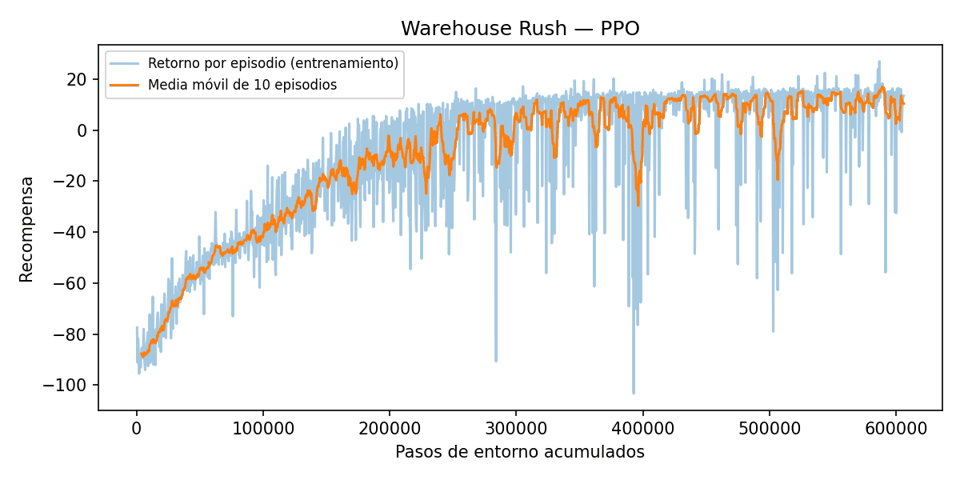 Warehouse Rush — PPO
Retorno por episodio (entrenamiento)
Media móvil de 10 episodios
Recompensa
20
0
−20
−40
−60
−80
−100
0
100000
200000
300000
400000
500000
600000
Pasos de entorno acumulados